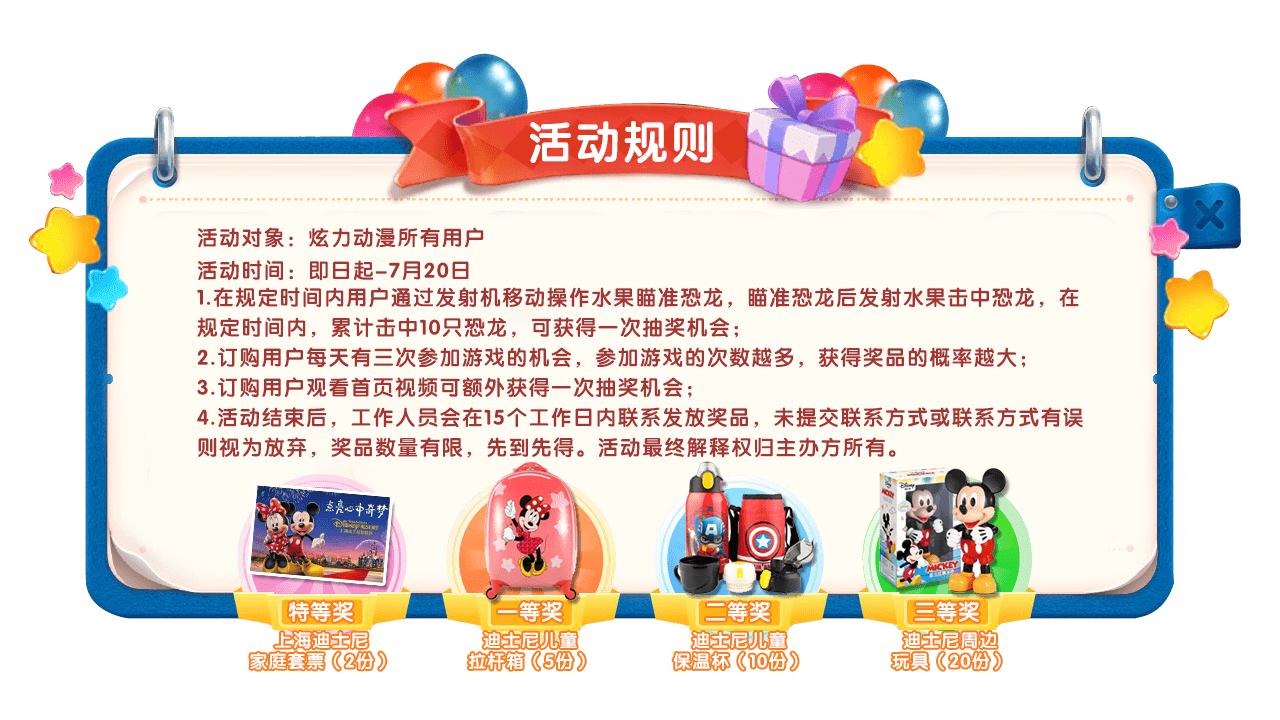 活动规则
活动对象：炫力动漫所有用户
活动时间：即日起-7月20日
1.在规定时间内用户通过发射机移动操作水果瞄准恐龙，瞄准恐龙后发射水果击中恐龙，在
规定时间内，累计击中10只恐龙，可获得一次抽奖机会；
2.订购用户每天有三次参加游戏的机会，参加游戏的次数越多，获得奖品的概率越大；
3.订购用户观看首页视频可额外获得一次抽奖机会；
4.活动结束后，工作人员会在15个工作日内联系发放奖品，未提交联系方式或联系方式有误
则视为放弃，奖品数量有限，先到先得。活动最终解释权归主办方所有。
点亮心中奇梦
DISNEY RESORT
Disney
MICKEY
MICKEY
特等奖
上海迪士尼
家庭套票（2份）
一等奖
迪士尼儿童
拉杆箱（5份）
二等奖
迪士尼儿童
保温杯（10份）
三等奖
迪士尼周边
玩具（20份）